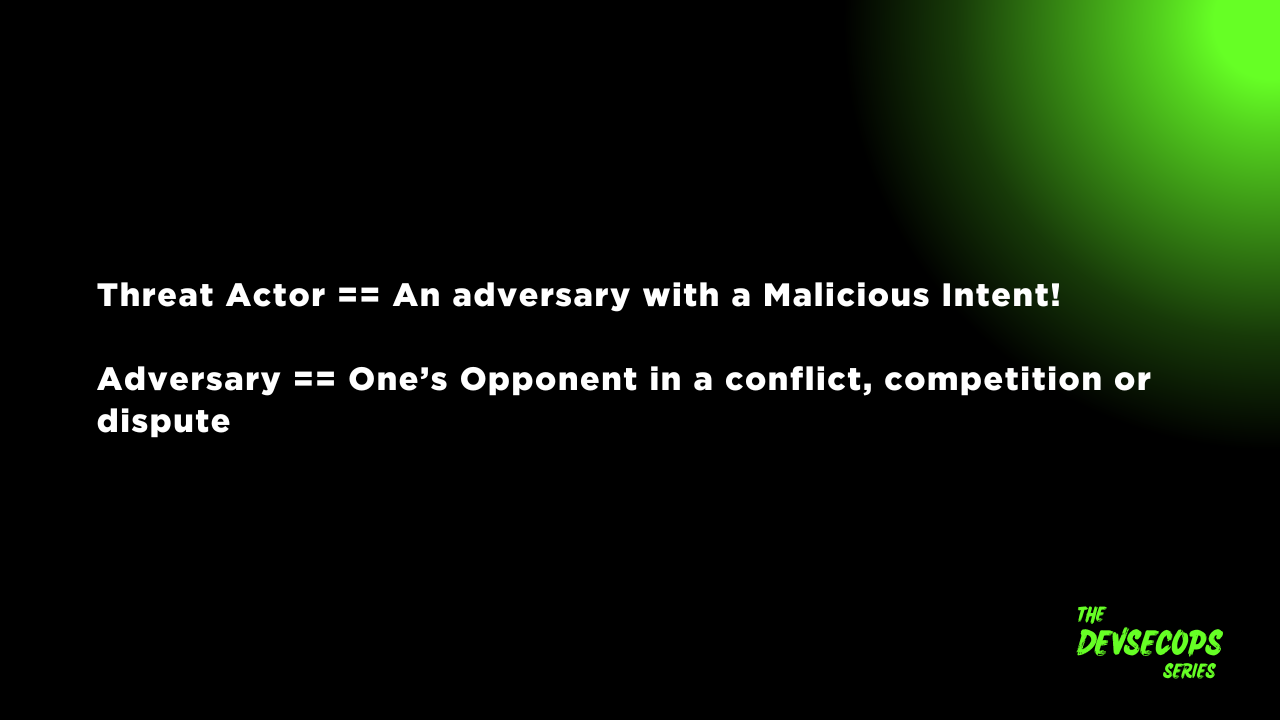 Threat Actor == An adversary with a Malicious Intent!
Adversary == One’s Opponent in a conflict, competition or
dispute
THE
DEVSECOPS
SERIES